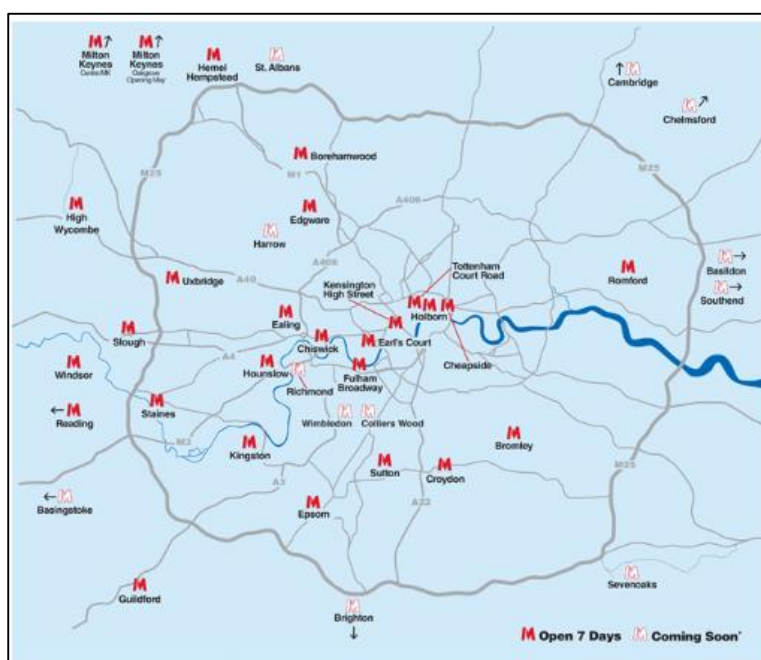 Milton
Keynes
Centre:MK
Milton
Keynes
Oakgrove
Opening May
Hemel
Hempstead
St. Albans
Cambridge
Chelmsford
M25
Borehamwood
M1
M25
High
Wycombe
Edgware
A406
Harrow
Uxbridge
A406
A40
Kensington
High Street
Tottenham
Court Road
Romford
Basildon
Southend
Ealing
Holborn
Slough
Chiswick
Earl's Court
Cheapside
A4
Windsor
Hounslow
Fulham
Broadway
Richmond
Staines
Reading
Wimbledon
Colliers Wood
M3
Kingston
Bromley
Sutton
Croydon
M25
A3
Basingstoke
Epsom
A22
Guildford
Sevenoaks
Brighton
M Open 7 Days
M Coming Soon*